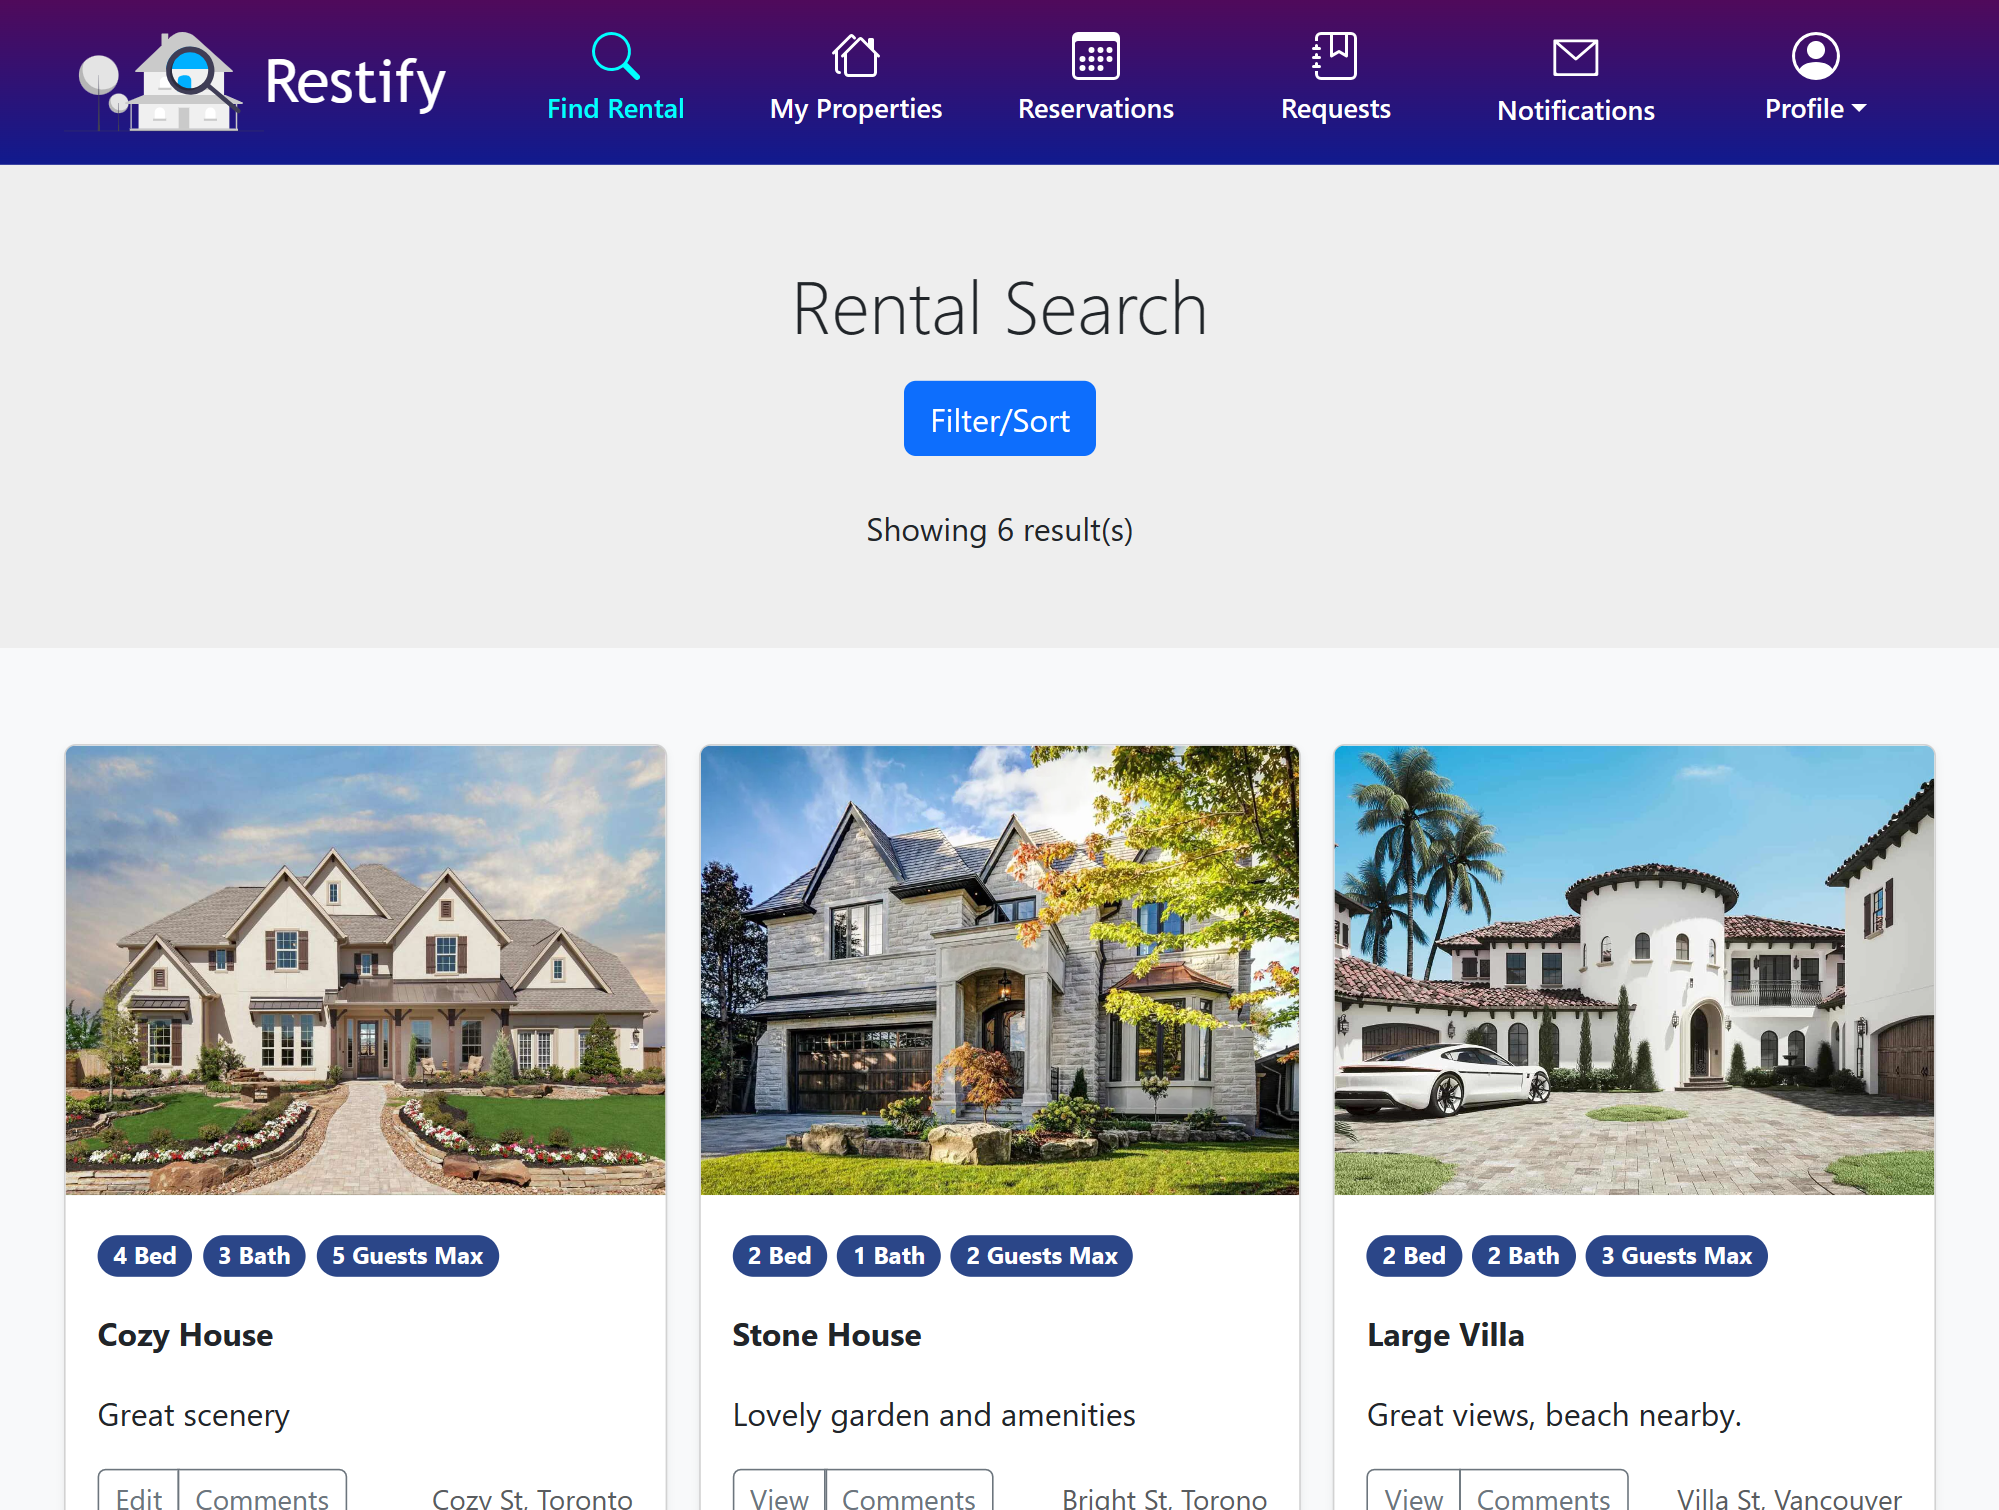 Restify
Find Rental
My Properties
Reservations
Requests
Notifications
Profile
Rental Search
Filter/Sort
Showing 6 result(s)
4 Bed 3 Bath 5 Guests Max
Cozy House
Great scenery
Edit Comments Cozy St, Toronto
2 Bed 1 Bath 2 Guests Max
Stone House
Lovely garden and amenities
View Comments Bright St, Torono
2 Bed 2 Bath 3 Guests Max
Large Villa
Great views, beach nearby.
View Comments Villa St, Vancouver